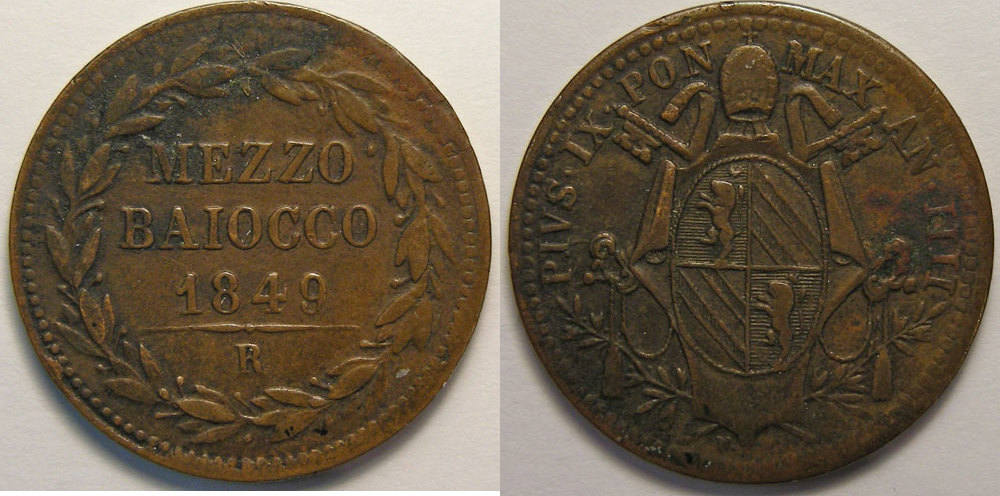 MEZZO
BAIOCCO
1849
R
PIVS·IX·PON·MAX·AN·IIII